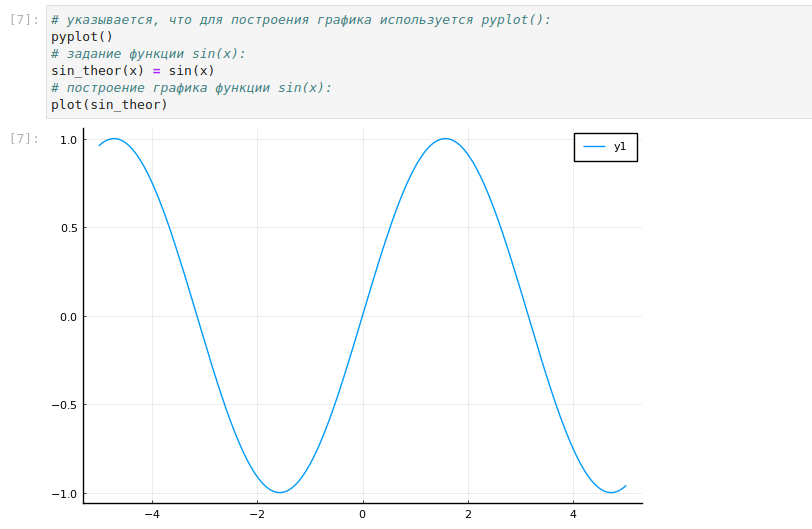 [7]: # указывается, что для построения графика используется pyplot():
pyplot()
# задание функции sin(x):
sin_theor(x) = sin(x)
# построение графика функции sin(x):
plot(sin_theor)
[7]:
1.0
y1
0.5
0.0
−0.5
−1.0
−4 −2 0 2 4